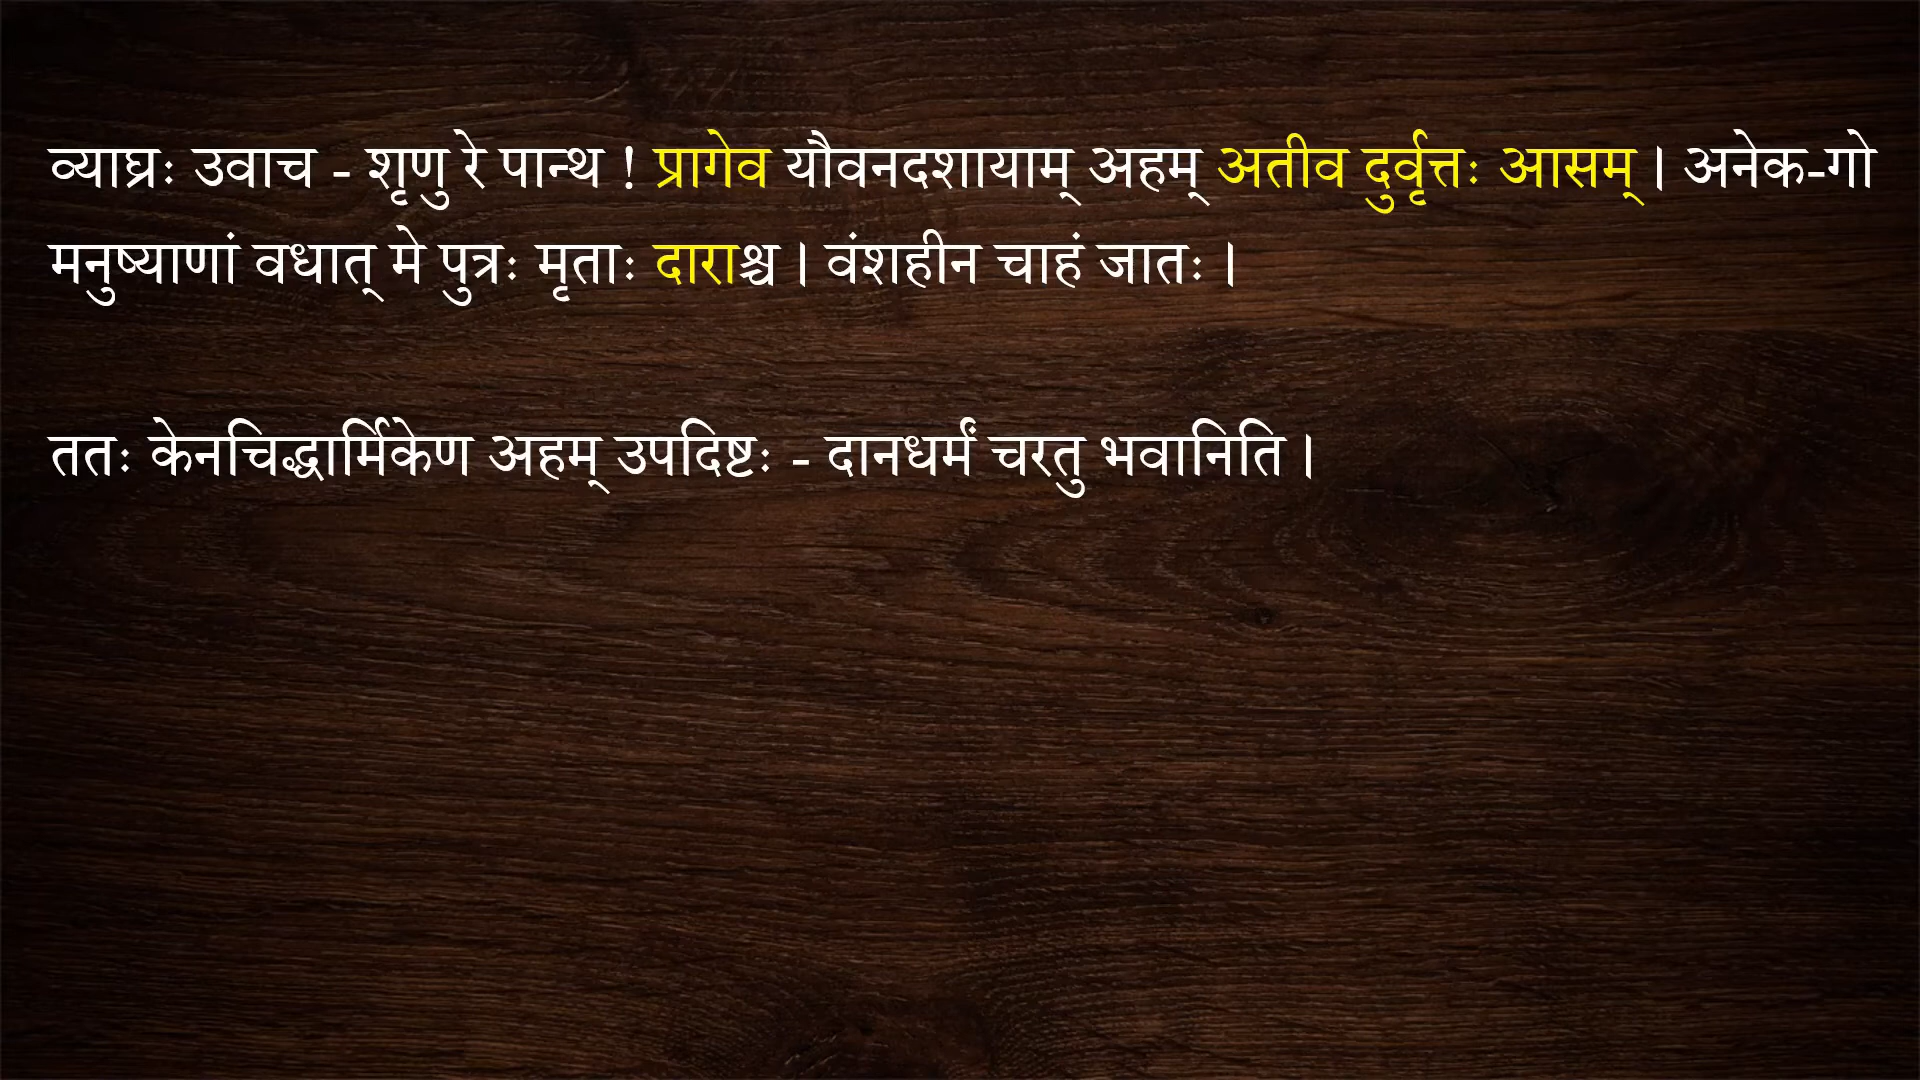 व्याघ्रः उवाच - शृणु रे पान्थ ! प्रागेव यौवनदशायाम् अहम् अतीव दुर्वृत्तः आसम् । अनेक-गो
मनुष्याणां वधात् मे पुत्रः मृताः दाराश्च । वंशहीन चाहं जातः ।
ततः केनचिद्धार्मिकेण अहम् उपदिष्टः - दानधर्मं चरतु भवानिति ।